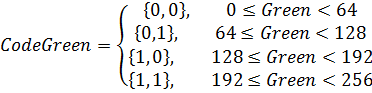 {0, 0}, 0 ≤ Green < 64
{0,1}, 64 ≤ Green < 128
CodeGreen =
{1,0}, 128 ≤ Green < 192
{1,1}, 192 ≤ Green < 256